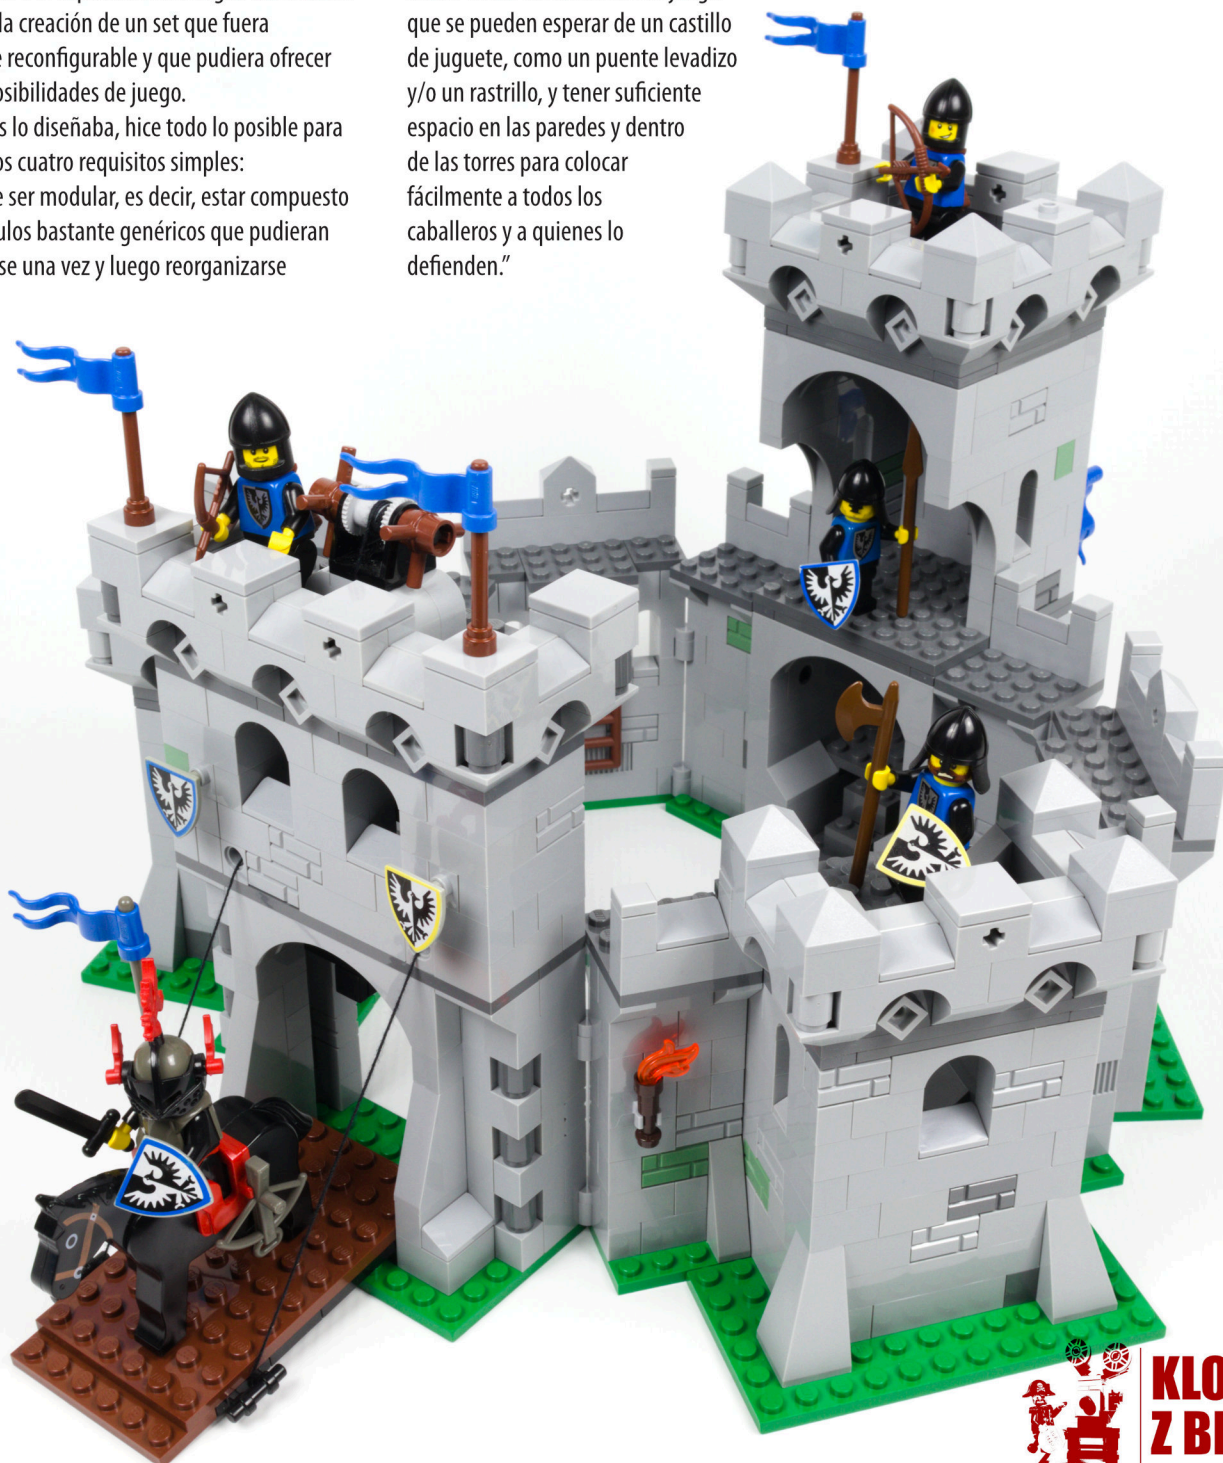 la creación de un set que fuera
reconfigurable y que pudiera ofrecer
posibilidades de juego.
lo diseñaba, hice todo lo posible para
cuatro requisitos simples:
ser modular, es decir, estar compuesto
bastante genéricos que pudieran
una vez y luego reorganizarse
que se pueden esperar de un castillo
de juguete, como un puente levadizo
y/o un rastrillo, y tener suficiente
espacio en las paredes y dentro
de las torres para colocar
fácilmente a todos los
caballeros y a quienes lo
defienden.”
KLO
Z BI